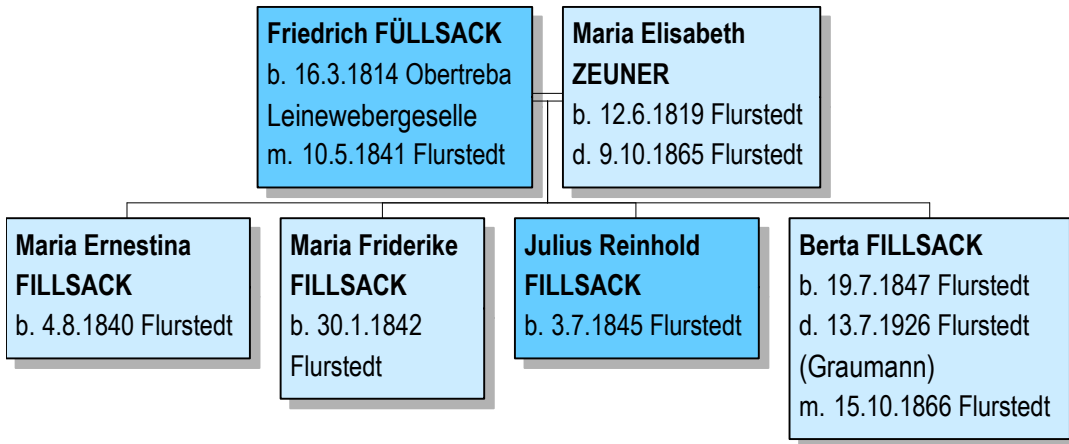 Friedrich FÜLLSACK
b. 16.3.1814 Obertreba
Leinewebergeselle
m. 10.5.1841 Flurstedt
Maria Elisabeth
ZEUNER
b. 12.6.1819 Flurstedt
d. 9.10.1865 Flurstedt
Maria Ernestina
FILLSACK
b. 4.8.1840 Flurstedt
Maria Friderike
FILLSACK
b. 30.1.1842
Flurstedt
Julius Reinhold
FILLSACK
b. 3.7.1845 Flurstedt
Berta FILLSACK
b. 19.7.1847 Flurstedt
d. 13.7.1926 Flurstedt
(Graumann)
m. 15.10.1866 Flurstedt